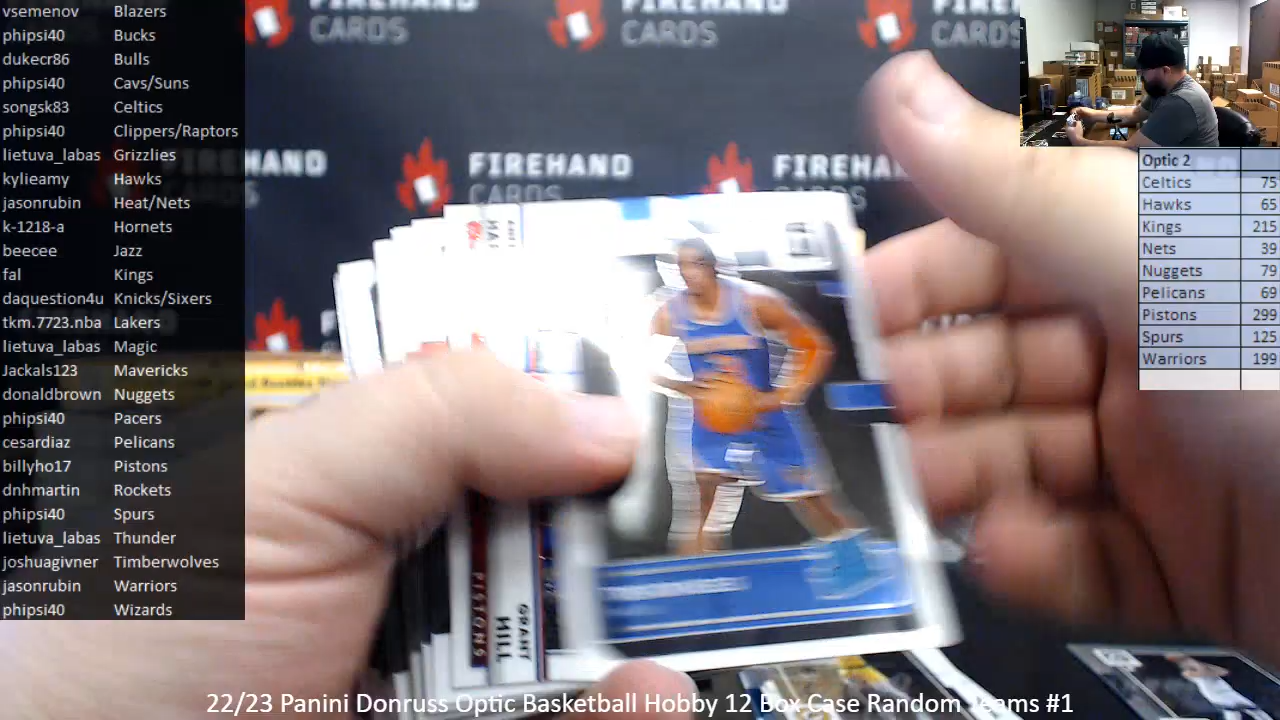 vsemenov Blazers
phipsi40 Bucks
dukecr86 Bulls
phipsi40 Cavs/Suns
songsk83 Celtics
phipsi40 Clippers/Raptors
lietuva_labas Grizzlies
kylieamy Hawks
jasonrubin Heat/Nets
k-1218-a Hornets
beecee Jazz
fal Kings
daquestion4u Knicks/Sixers
tkm.7723.nba Lakers
lietuva_labas Magic
Jackals123 Mavericks
donaldbrown Nuggets
phipsi40 Pacers
cesardiaz Pelicans
billyho17 Pistons
dnhmartin Rockets
phipsi40 Spurs
lietuva_labas Thunder
joshuagivner Timberwolves
jasonrubin Warriors
phipsi40 Wizards
FIREHAND
CARDS
CARDS
CARDS
FIREHAND
CARDS
FIREHAND
CARDS
Optic 2
Celtics 75
Hawks 65
Kings 215
Nets 39
Nuggets 79
Pelicans 69
Pistons 299
Spurs 125
Warriors 199
PISTONS
GRANT
HILL
22/23 Panini Donruss Optic Basketball Hobby 12 Box Case Random Teams #1